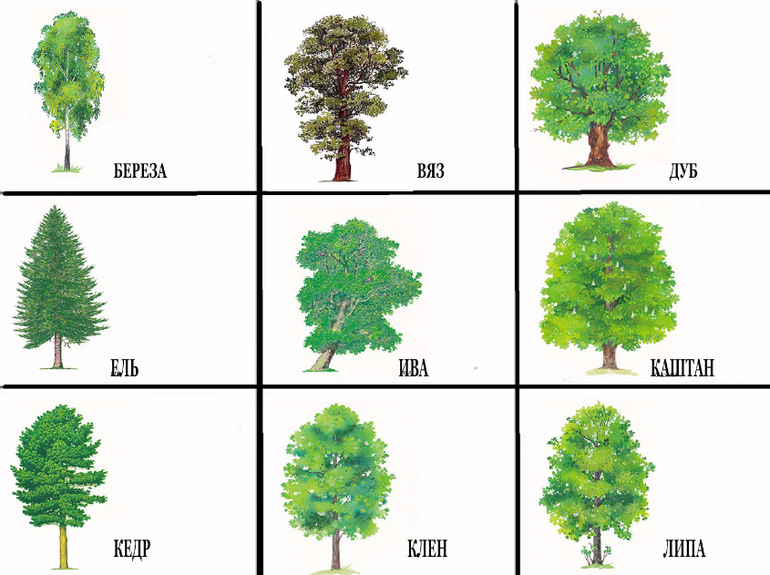 БЕРЕЗА
ВЯЗ
ДУБ
ЕЛЬ
ИВА
КАШТАН
КЕДР
КЛЕН
ЛИПА